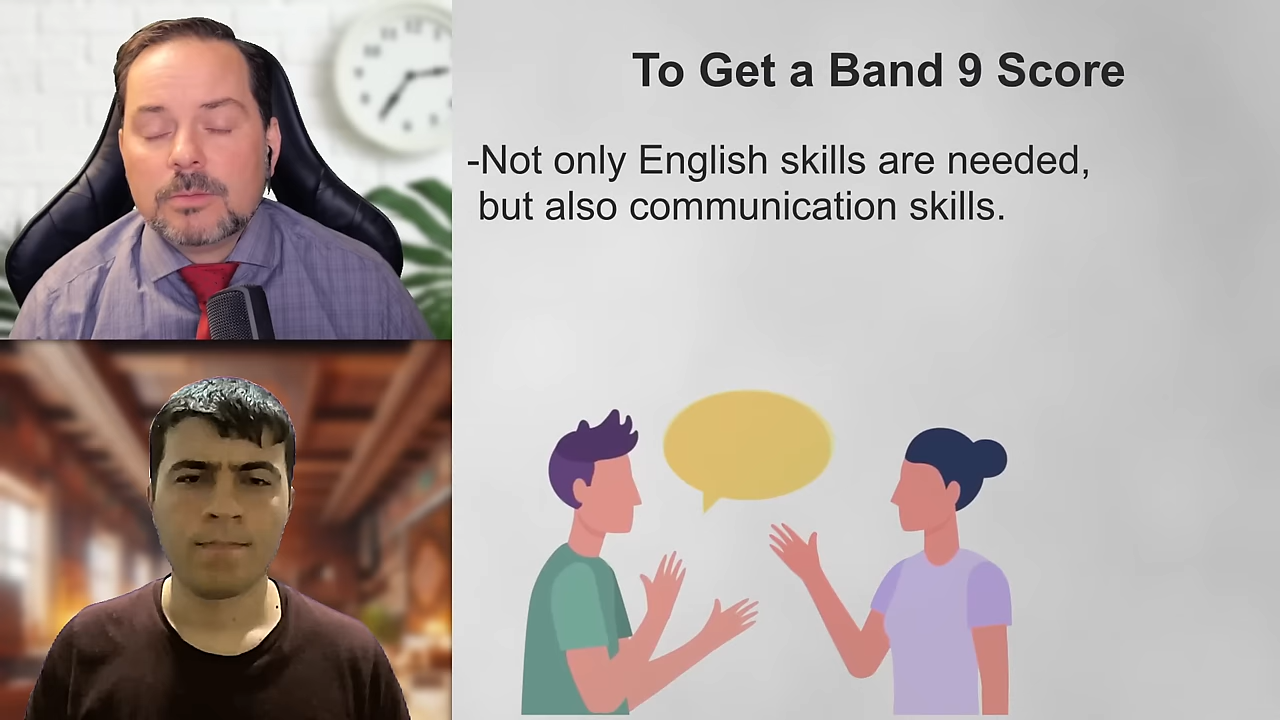 To Get a Band 9 Score
-Not only English skills are needed,
but also communication skills.